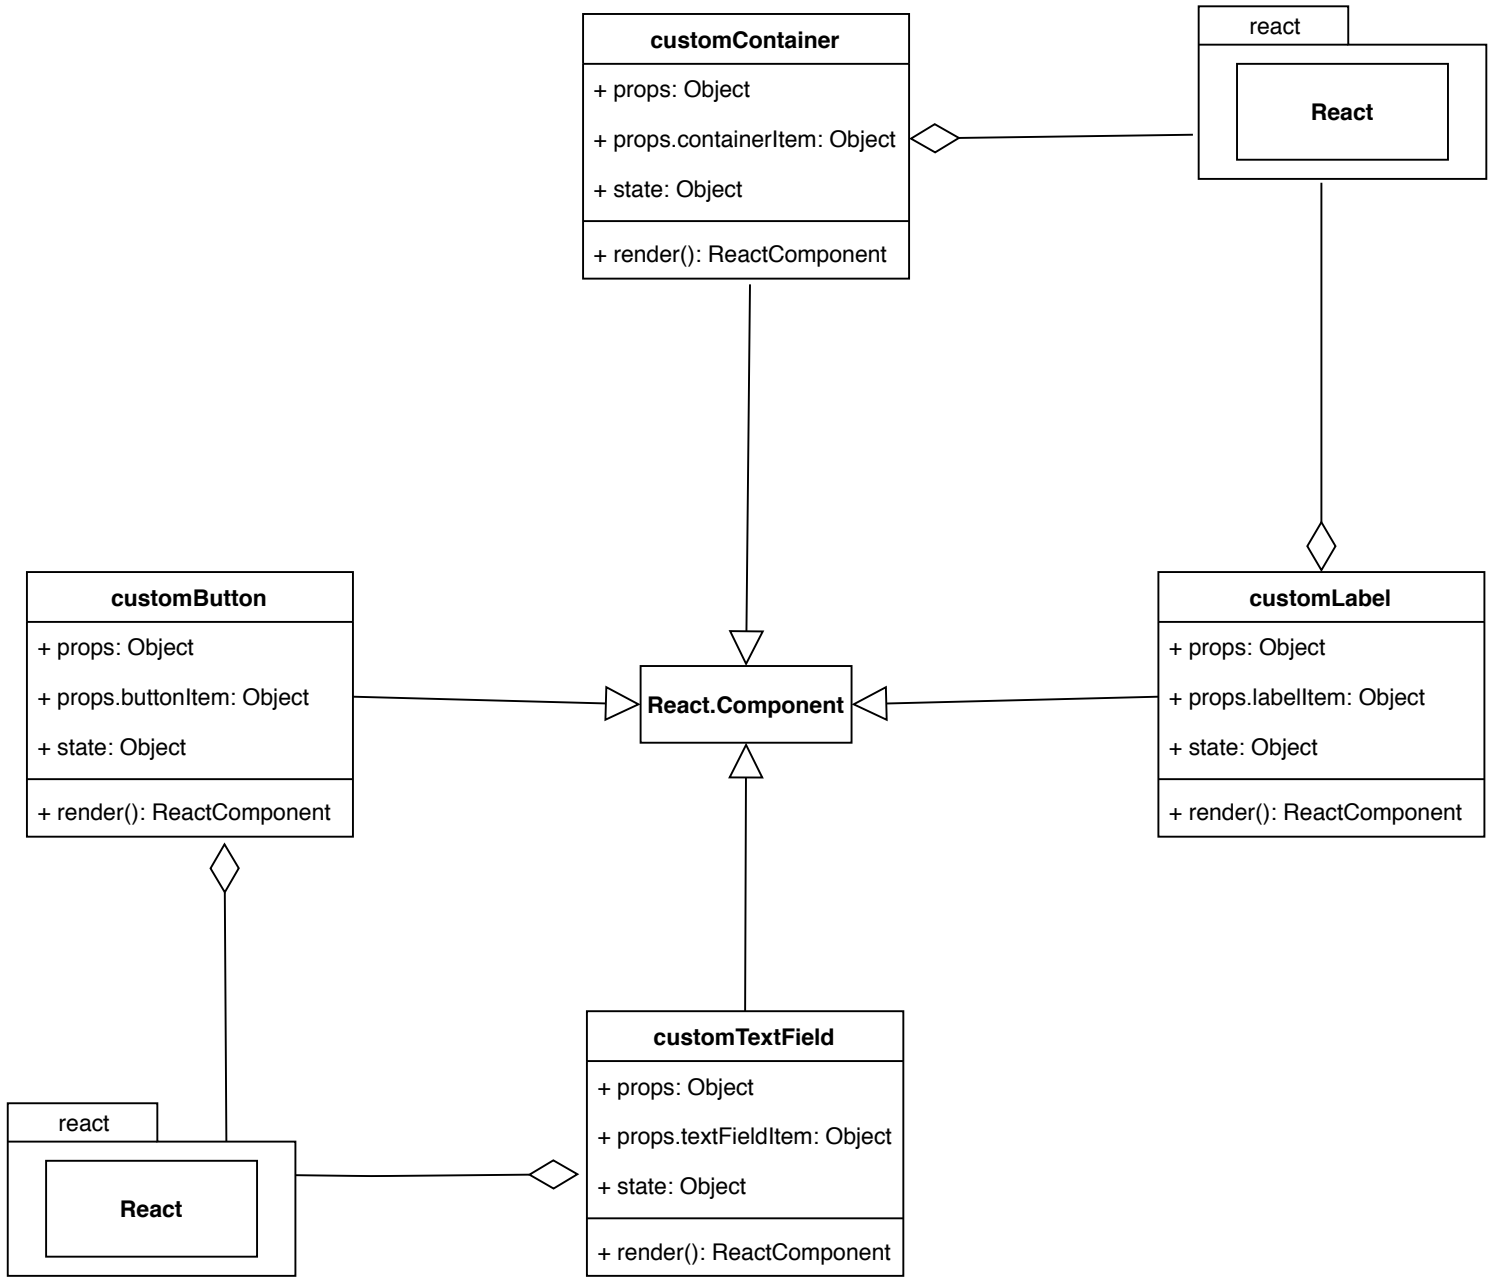 customContainer
+ props: Object
+ props.containerItem: Object
+ state: Object
+ render(): ReactComponent
react
React
customButton
+ props: Object
+ props.buttonItem: Object
+ state: Object
+ render(): ReactComponent
React.Component
customLabel
+ props: Object
+ props.labelItem: Object
+ state: Object
+ render(): ReactComponent
react
React
customTextField
+ props: Object
+ props.textFieldItem: Object
+ state: Object
+ render(): ReactComponent